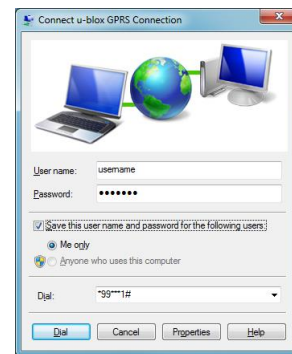 Connect u-blox GPRS Connection
User name: username
Password: •••••••
Save this user name and password for the following users:
Me only
Anyone who uses this computer
Dial: *99***1#
Dial Cancel Properties Help